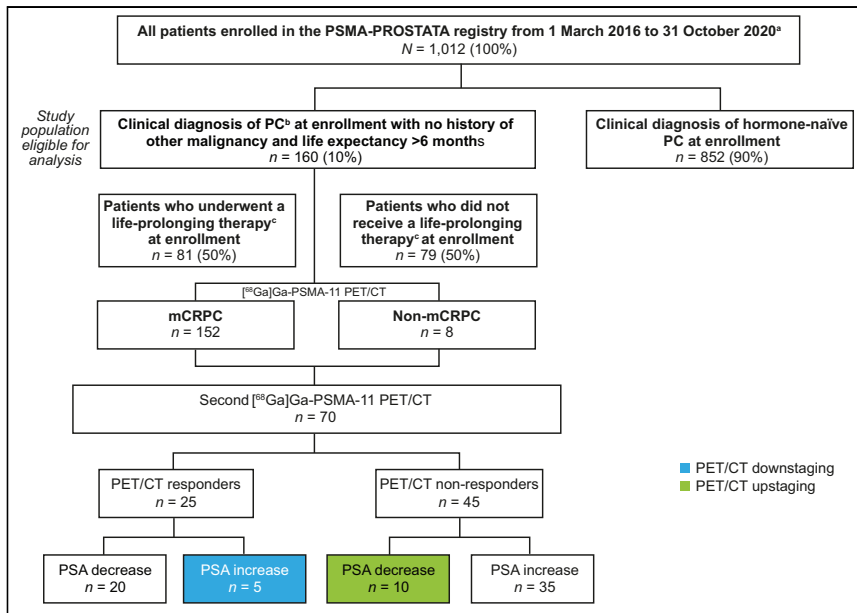 All patients enrolled in the PSMA-PROSTATA registry from 1 March 2016 to 31 October 2020ᵃ
N = 1,012 (100%)
Study
population
eligible for
analysis
Clinical diagnosis of PCᵇ at enrollment with no history
of other malignancy and life expectancy >6 months
n = 160 (10%)
Clinical diagnosis of hormone-naïve
PC at enrollment
n = 852 (90%)
Patients who underwent a
life-prolonging therapyᶜ
at enrollment
n = 81 (50%)
Patients who did not
receive a life-prolonging
therapyᶜ at enrollment
n = 79 (50%)
[⁶⁸Ga]Ga-PSMA-11 PET/CT
mCRPC
n = 152
Non-mCRPC
n = 8
Second [⁶⁸Ga]Ga-PSMA-11 PET/CT
n = 70
PET/CT responders
n = 25
PET/CT non-responders
n = 45
PET/CT downstaging
PET/CT upstaging
PSA decrease
n = 20
PSA increase
n = 5
PSA decrease
n = 10
PSA increase
n = 35